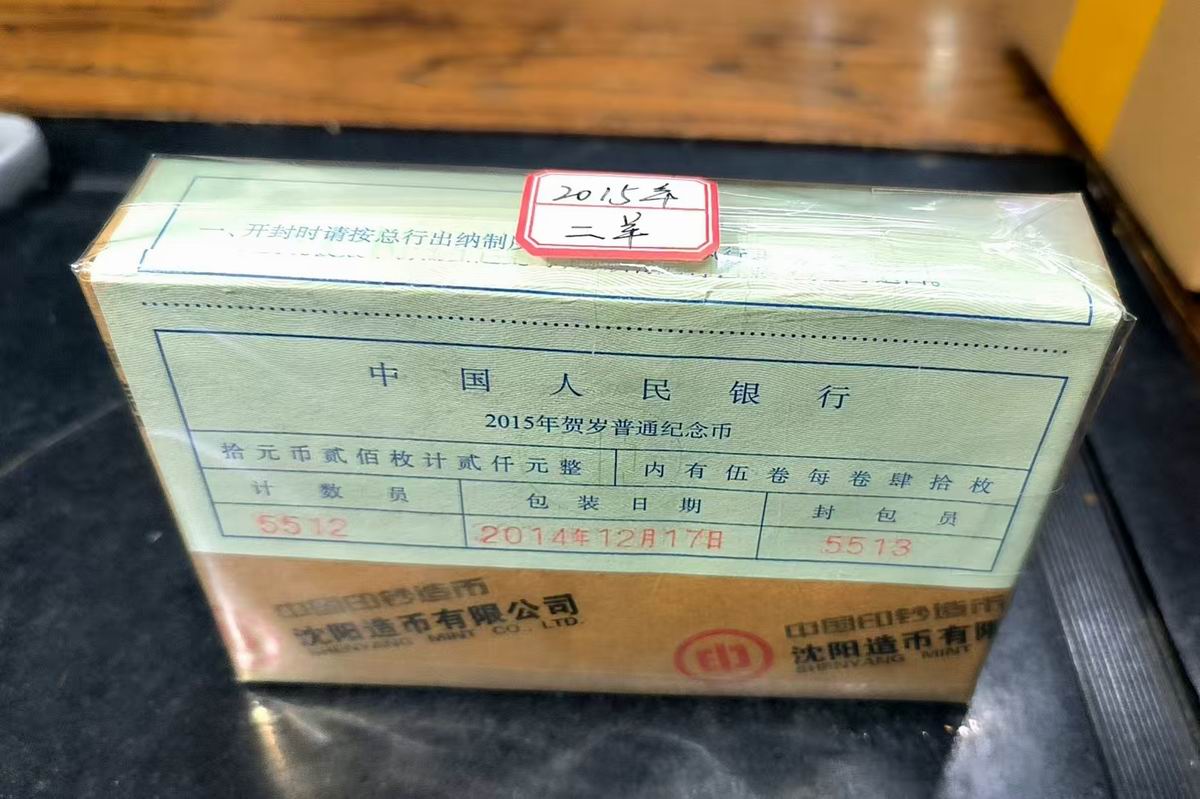 2015年
二羊
一、开封时请按总行出纳制度
中国人民银行
2015年贺岁普通纪念币
拾元币贰佰枚计贰仟元整 内有伍卷每卷肆拾枚
计数员 包装日期 封包员
5512 2014年12月17日 5513
中国印钞造币 中国印钞造币
沈阳造币有限公司 沈阳造币有限
SHENYANG MINT CO., LTD. SHENYANG MINT